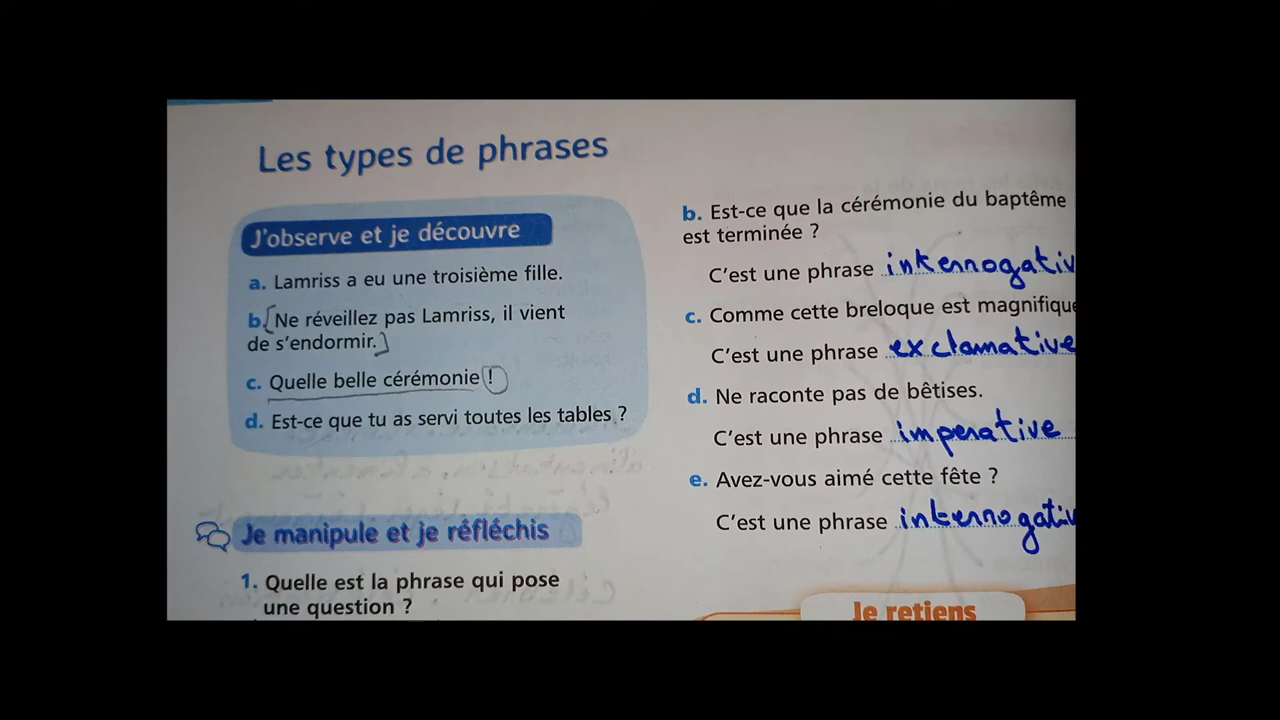 Les types de phrases
J'observe et je découvre
a. Lamriss a eu une troisième fille.
b. Ne réveillez pas Lamriss, il vient
de s'endormir.
c. Quelle belle cérémonie !
d. Est-ce que tu as servi toutes les tables ?
Je manipule et je réfléchis
1. Quelle est la phrase qui pose
une question ?
b. Est-ce que la cérémonie du baptême
est terminée ?
C'est une phrase interrogativ
c. Comme cette breloque est magnifique
C'est une phrase exclamative
d. Ne raconte pas de bêtises.
C'est une phrase imperative
e. Avez-vous aimé cette fête ?
C'est une phrase interrogativ
Je retiens